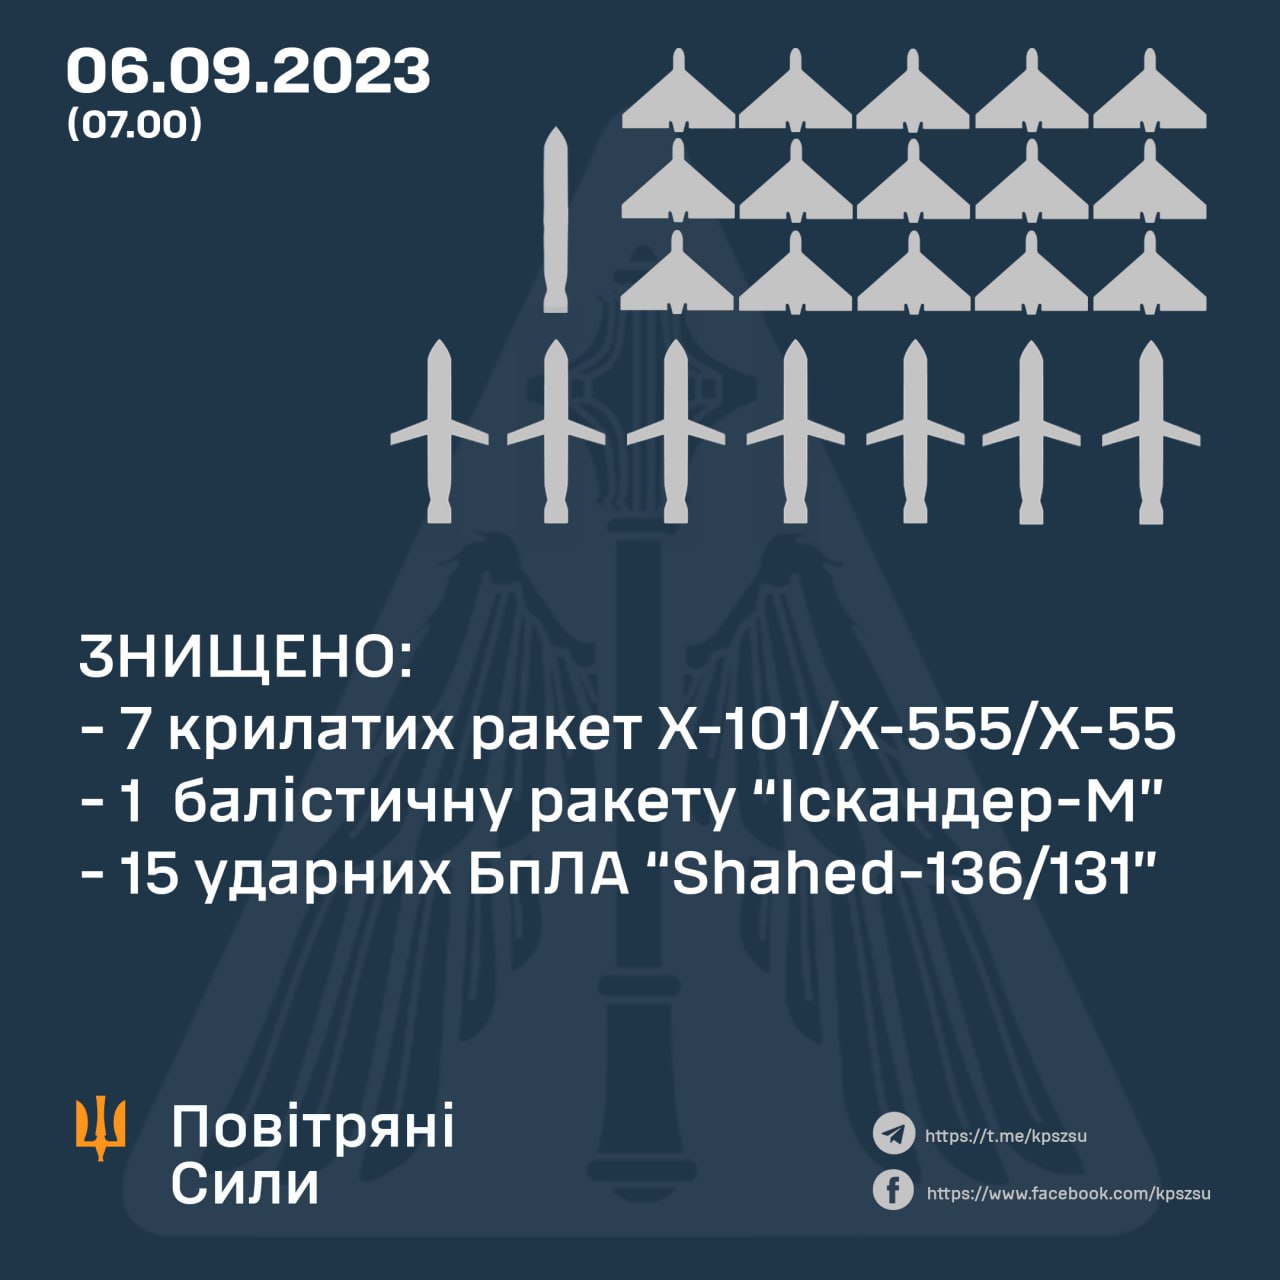 06.09.2023
(07.00)
ЗНИЩЕНО:
- 7 крилатих ракет Х-101/Х-555/Х-55
- 1 балістичну ракету “Іскандер-М”
- 15 ударних БпЛА “Shahed-136/131”
Повітряні
Сили
https://t.me/kpszsu
https://www.facebook.com/kpszsu